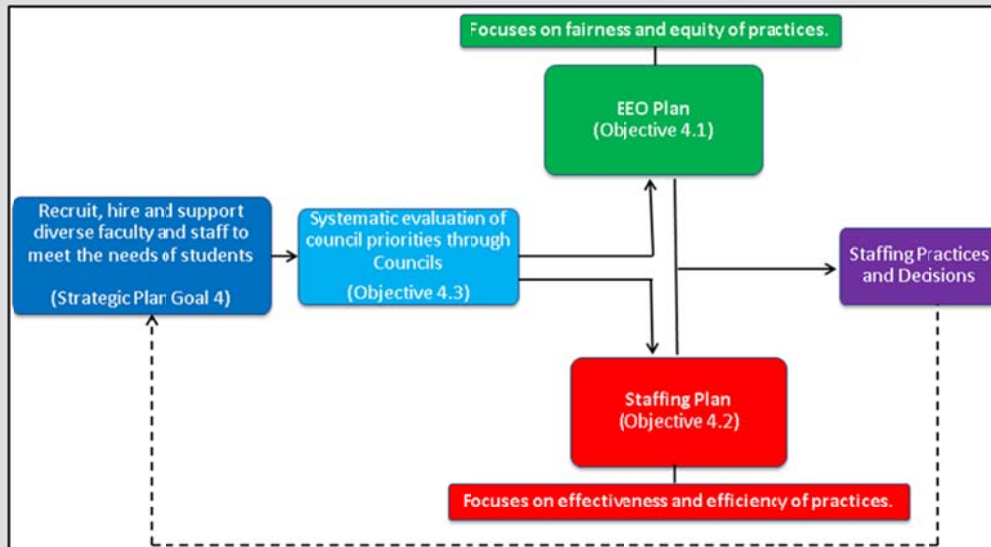 Focuses on fairness and equity of practices.
EEO Plan
(Objective 4.1)
Recruit, hire and support
diverse faculty and staff to
meet the needs of students
(Strategic Plan Goal 4)
Systematic evaluation of
council priorities through
Councils
(Objective 4.3)
Staffing Practices
and Decisions
Staffing Plan
(Objective 4.2)
Focuses on effectiveness and efficiency of practices.